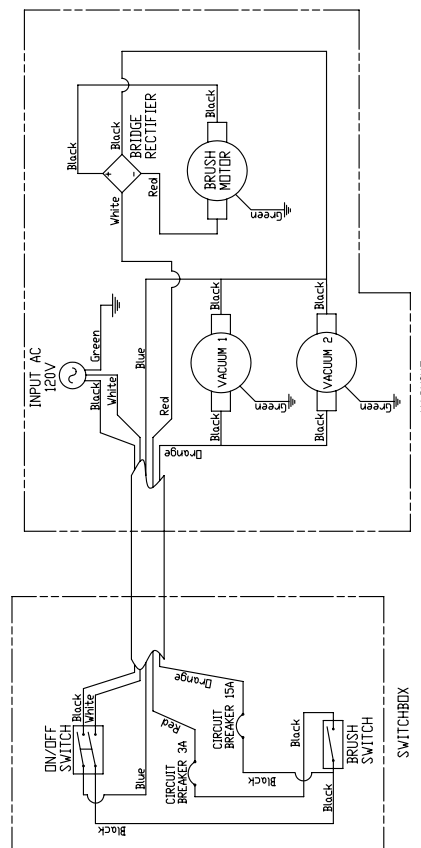 INPUT AC
120V
Black
White
Green
Black
Black
White
Red
BRIDGE
RECTIFIER
+
-
Black
BRUSH
MOTOR
Green
Blue
Red
Orange
Black
VACUUM 1
Black
Green
Black
VACUUM 2
Black
Green
ON/OFF
SWITCH
Black
White
Blue
Black
Red
Orange
CIRCUIT
BREAKER 3A
CIRCUIT
BREAKER 15A
Black
Black
Black
BRUSH
SWITCH
SWITCHBOX